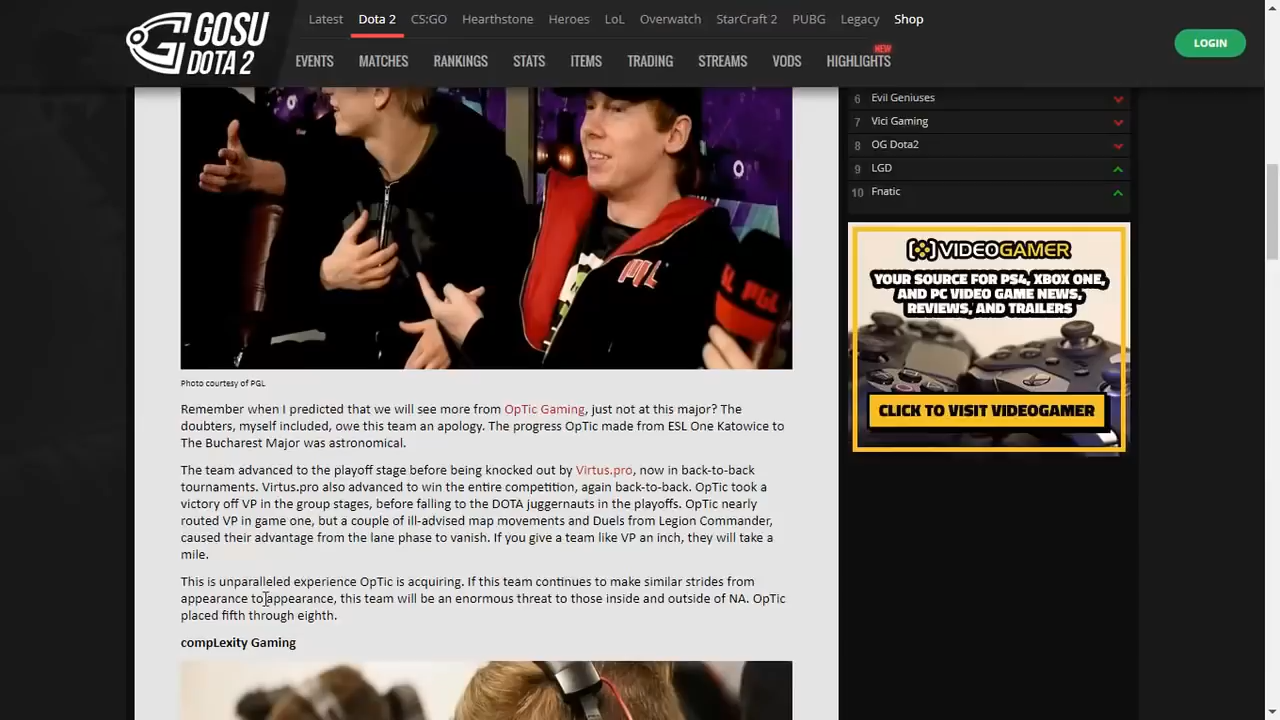 GOSU
DOTA 2
Latest Dota 2 CS:GO Hearthstone Heroes LoL Overwatch StarCraft 2 PUBG Legacy Shop
LOGIN
NEW
EVENTS MATCHES RANKINGS STATS ITEMS TRADING STREAMS VODS HIGHLIGHTS
6 Evil Geniuses
7 Vici Gaming
8 OG Dota2
9 LGD
10 Fnatic
PGL
PGL PGL
VIDEOGAMER
YOUR SOURCE FOR PS4, XBOX ONE,
AND PC VIDEO GAME NEWS,
REVIEWS, AND TRAILERS
CLICK TO VISIT VIDEOGAMER
Photo courtesy of PGL
Remember when I predicted that we will see more from OpTic Gaming, just not at this major? The
doubters, myself included, owe this team an apology. The progress OpTic made from ESL One Katowice to
The Bucharest Major was astronomical.
The team advanced to the playoff stage before being knocked out by Virtus.pro, now in back-to-back
tournaments. Virtus.pro also advanced to win the entire competition, again back-to-back. OpTic took a
victory off VP in the group stages, before falling to the DOTA juggernauts in the playoffs. OpTic nearly
routed VP in game one, but a couple of ill-advised map movements and Duels from Legion Commander,
caused their advantage from the lane phase to vanish. If you give a team like VP an inch, they will take a
mile.
This is unparalleled experience OpTic is acquiring. If this team continues to make similar strides from
appearance to appearance, this team will be an enormous threat to those inside and outside of NA. OpTic
placed fifth through eighth.
compLexity Gaming